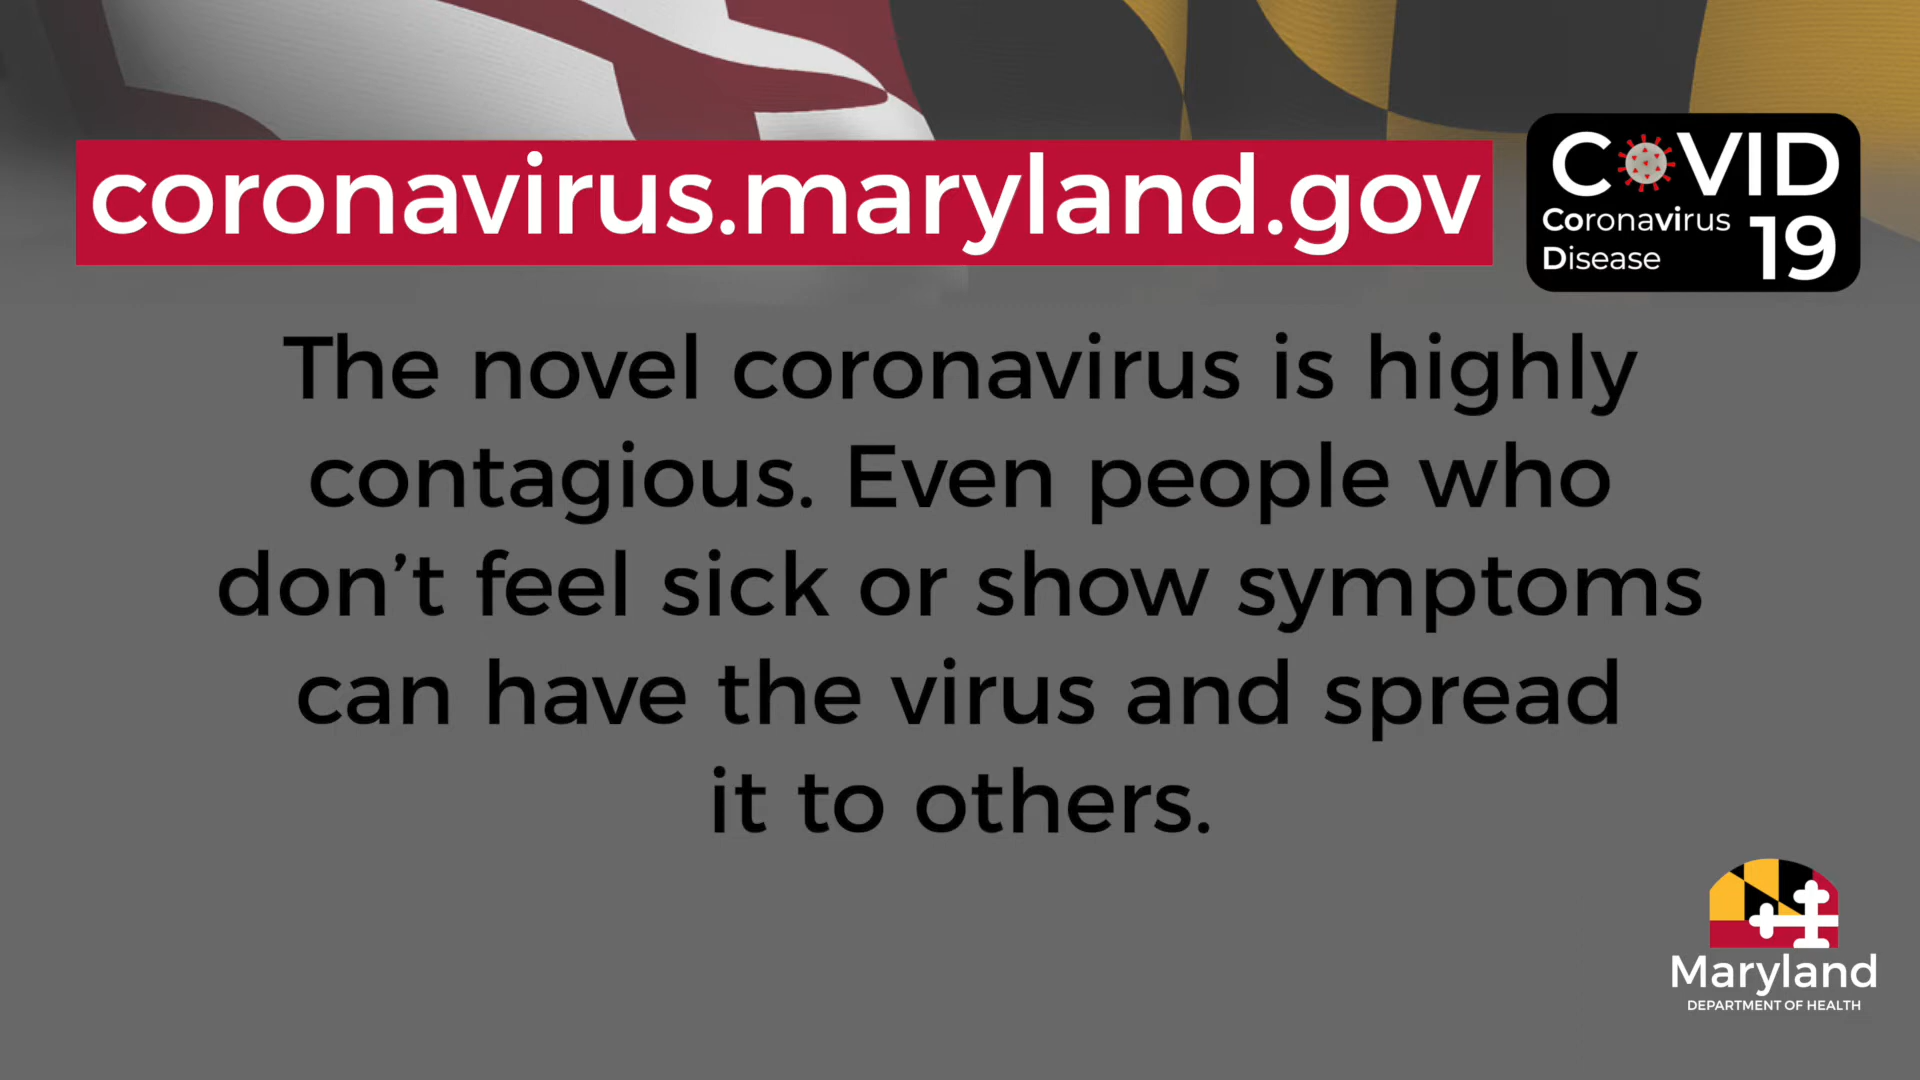 coronavirus.maryland.gov
COVID
Coronavirus
Disease
19
The novel coronavirus is highly
contagious. Even people who
don’t feel sick or show symptoms
can have the virus and spread
it to others.
Maryland
DEPARTMENT OF HEALTH